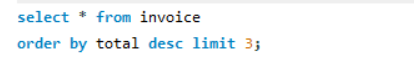 select * from invoice
order by total desc limit 3;